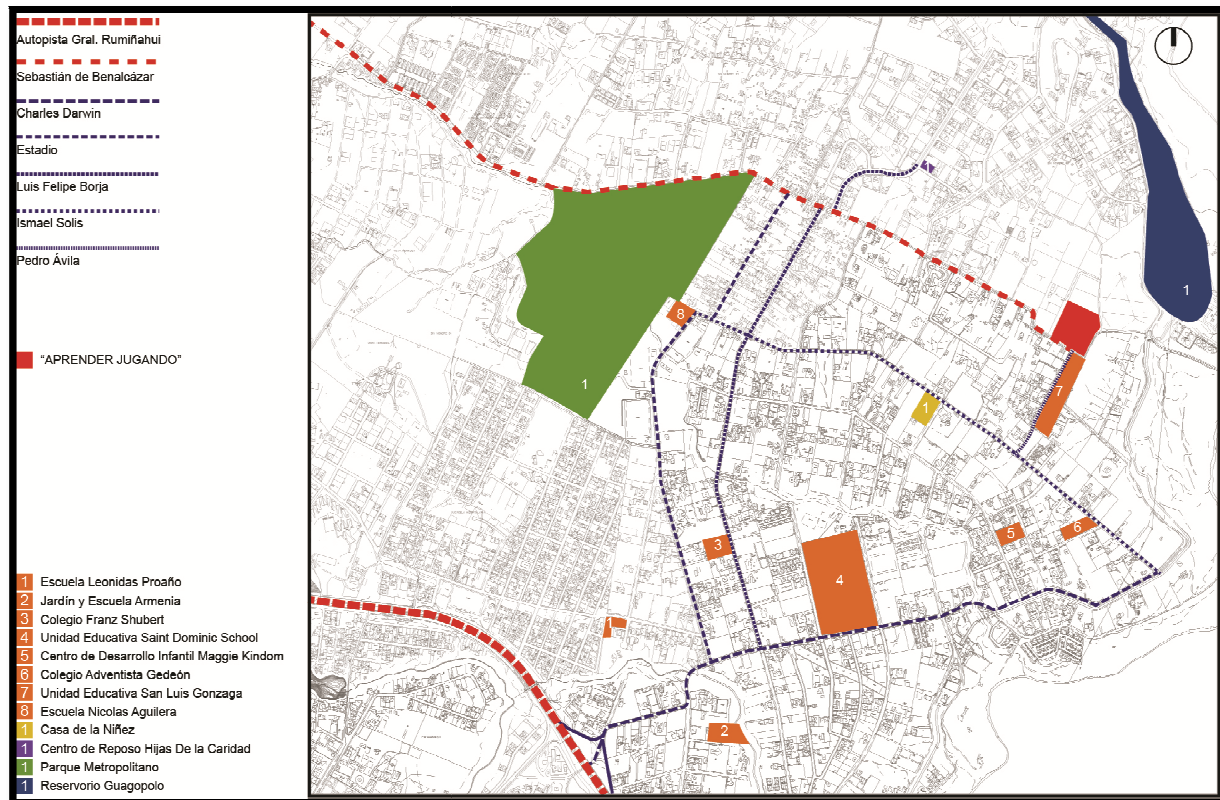 Autopista Gral. Rumiñahui
Sebastián de Benalcázar
Charles Darwin
Estadio
Luis Felipe Borja
Ismael Solis
Pedro Ávila
"APRENDER JUGANDO"
1 Escuela Leonidas Proaño
2 Jardín y Escuela Armenia
3 Colegio Franz Shubert
4 Unidad Educativa Saint Dominic School
5 Centro de Desarrollo Infantil Maggie Kindom
6 Colegio Adventista Gedeón
7 Unidad Educativa San Luis Gonzaga
8 Escuela Nicolas Aguilera
1 Casa de la Niñez
1 Centro de Reposo Hijas De la Caridad
1 Parque Metropolitano
1 Reservorio Guagopolo
1
1
8
7
1
1
3
5
6
4
1
2